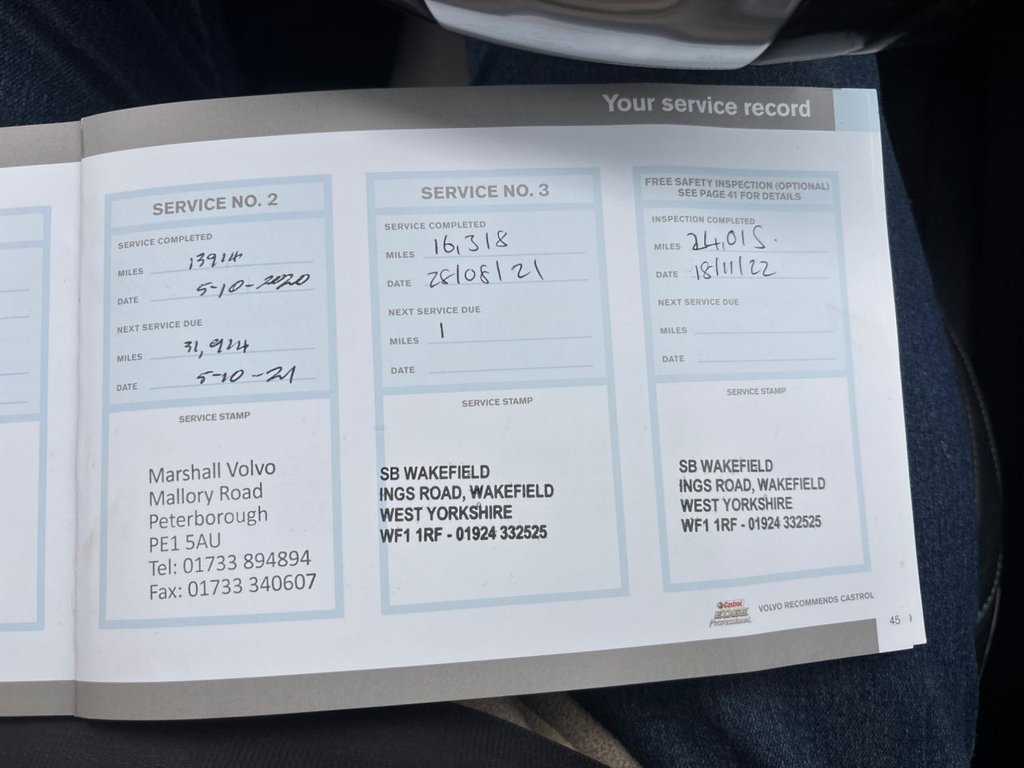 Your service record
SERVICE NO. 2
SERVICE COMPLETED
MILES 13914
DATE 5-10-2020
NEXT SERVICE DUE
MILES 31,914
DATE 5-10-21
SERVICE STAMP
Marshall Volvo
Mallory Road
Peterborough
PE1 5AU
Tel: 01733 894894
Fax: 01733 340607
SERVICE NO. 3
SERVICE COMPLETED
MILES 16,318
DATE 28/08/21
NEXT SERVICE DUE
MILES 1
DATE
SERVICE STAMP
SB WAKEFIELD
INGS ROAD, WAKEFIELD
WEST YORKSHIRE
WF1 1RF - 01924 332525
FREE SAFETY INSPECTION (OPTIONAL)
SEE PAGE 41 FOR DETAILS
INSPECTION COMPLETED
MILES 24,015.
DATE 18/11/22
NEXT SERVICE DUE
MILES
DATE
SERVICE STAMP
SB WAKEFIELD
INGS ROAD, WAKEFIELD
WEST YORKSHIRE
WF1 1RF - 01924 332525
Castrol
EDGE
Professional
VOLVO RECOMMENDS CASTROL
45